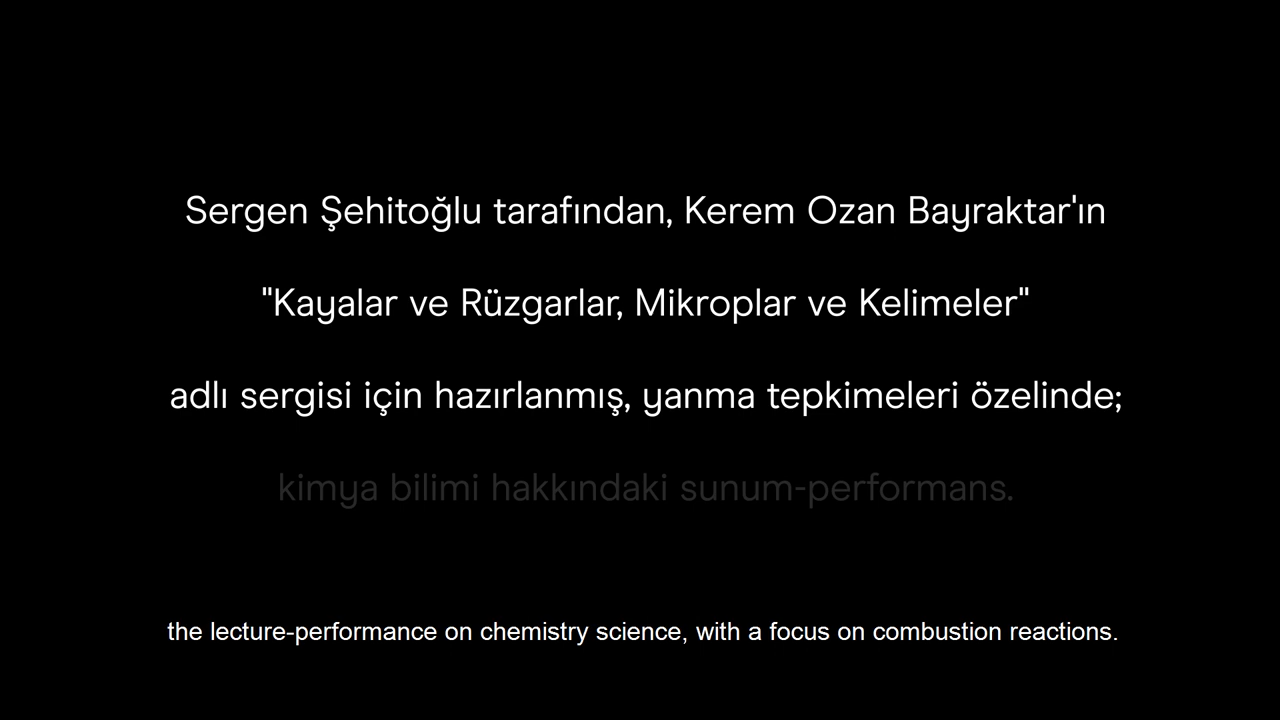 Sergen Şehitoğlu tarafından, Kerem Ozan Bayraktar'ın
"Kayalar ve Rüzgarlar, Mikroplar ve Kelimeler"
adlı sergisi için hazırlanmış, yanma tepkimeleri özelinde;
kimya bilimi hakkındaki sunum-performans.
the lecture-performance on chemistry science, with a focus on combustion reactions.